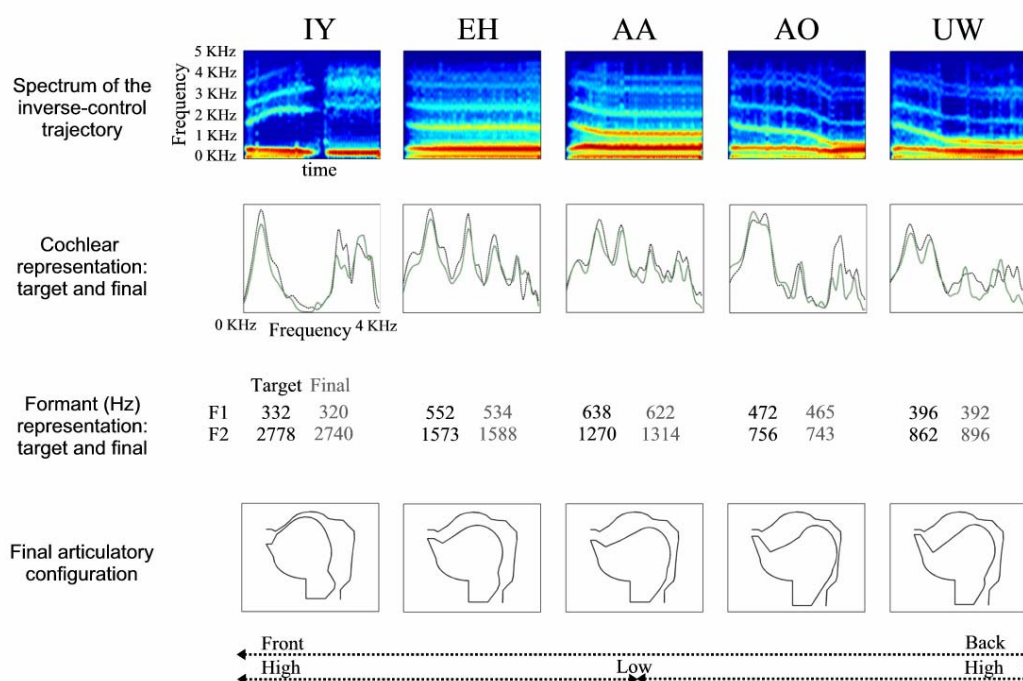 IY EH AA AO UW
Spectrum of the
inverse-control
trajectory
Frequency
5 KHz
4 KHz
3 KHz
2 KHz
1 KHz
0 KHz
time
Cochlear
representation:
target and final
0 KHz Frequency 4 KHz
Formant (Hz)
representation:
target and final
Target Final
F1 332 320 552 534 638 622 472 465 396 392
F2 2778 2740 1573 1588 1270 1314 756 743 862 896
Final articulatory
configuration
Front Back
High Low High